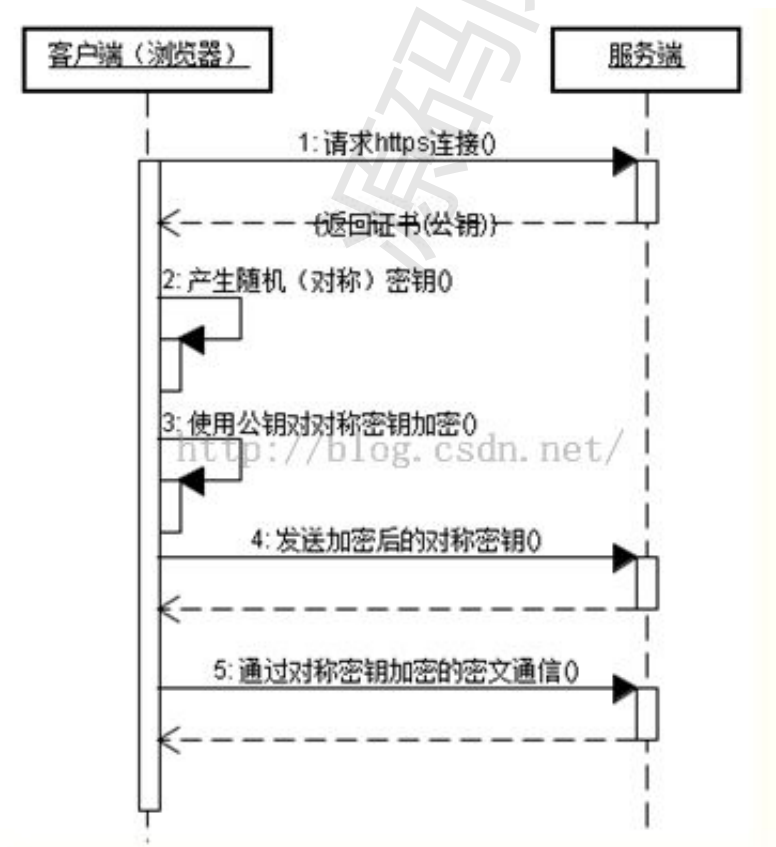 客户端（浏览器）
服务端
1: 请求https连接()
{返回证书(公钥)}
2: 产生随机（对称）密钥()
3: 使用公钥对对称密钥加密()
http://blog.csdn.net/
4: 发送加密后的对称密钥()
5: 通过对称密钥加密的密文通信()
源码